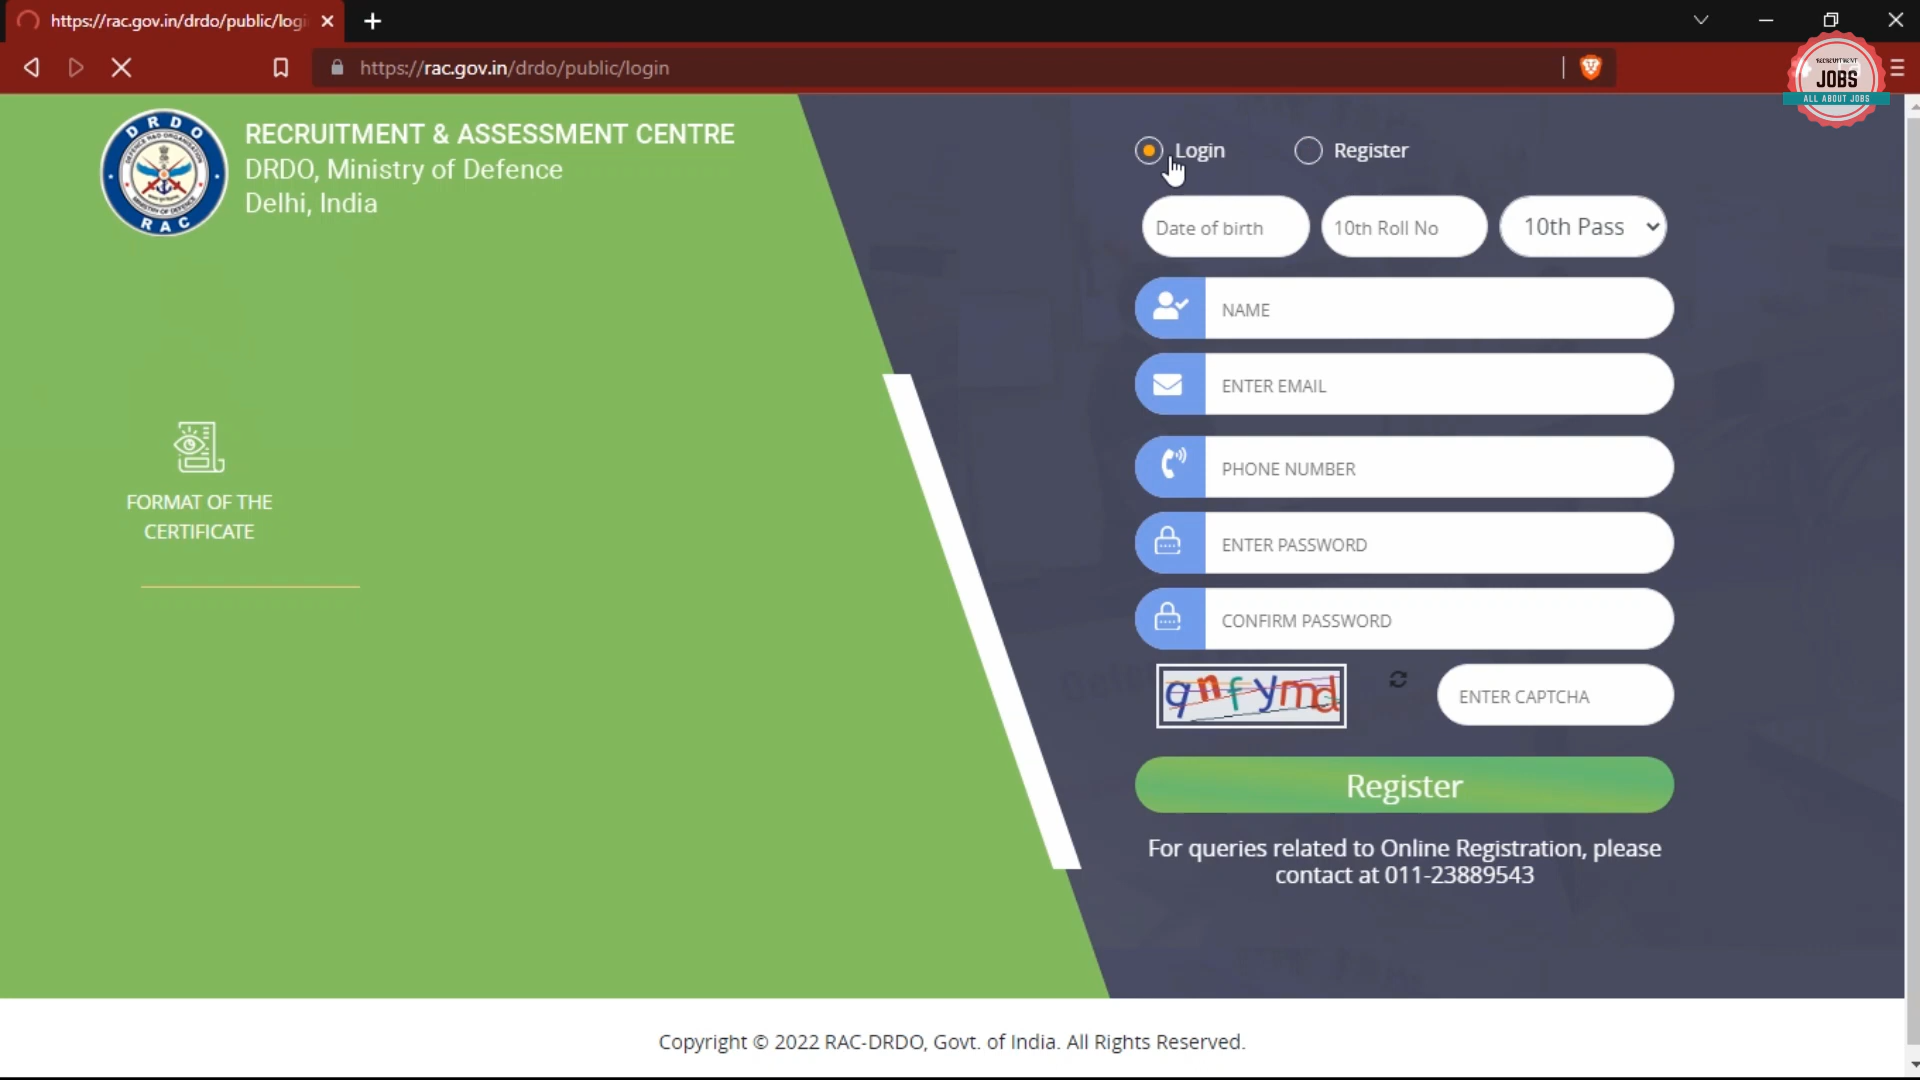 https://rac.gov.in/drdo/public/logi
https://rac.gov.in/drdo/public/login
RECRUITMENT
JOBS
ALL ABOUT JOBS
DRDO
RAC
RECRUITMENT & ASSESSMENT CENTRE
DRDO, Ministry of Defence
Delhi, India
FORMAT OF THE
CERTIFICATE
Login
Register
Date of birth
10th Roll No
10th Pass
NAME
ENTER EMAIL
PHONE NUMBER
ENTER PASSWORD
CONFIRM PASSWORD
qnfymd
ENTER CAPTCHA
Register
For queries related to Online Registration, please
contact at 011-23889543
Copyright © 2022 RAC-DRDO, Govt. of India. All Rights Reserved.